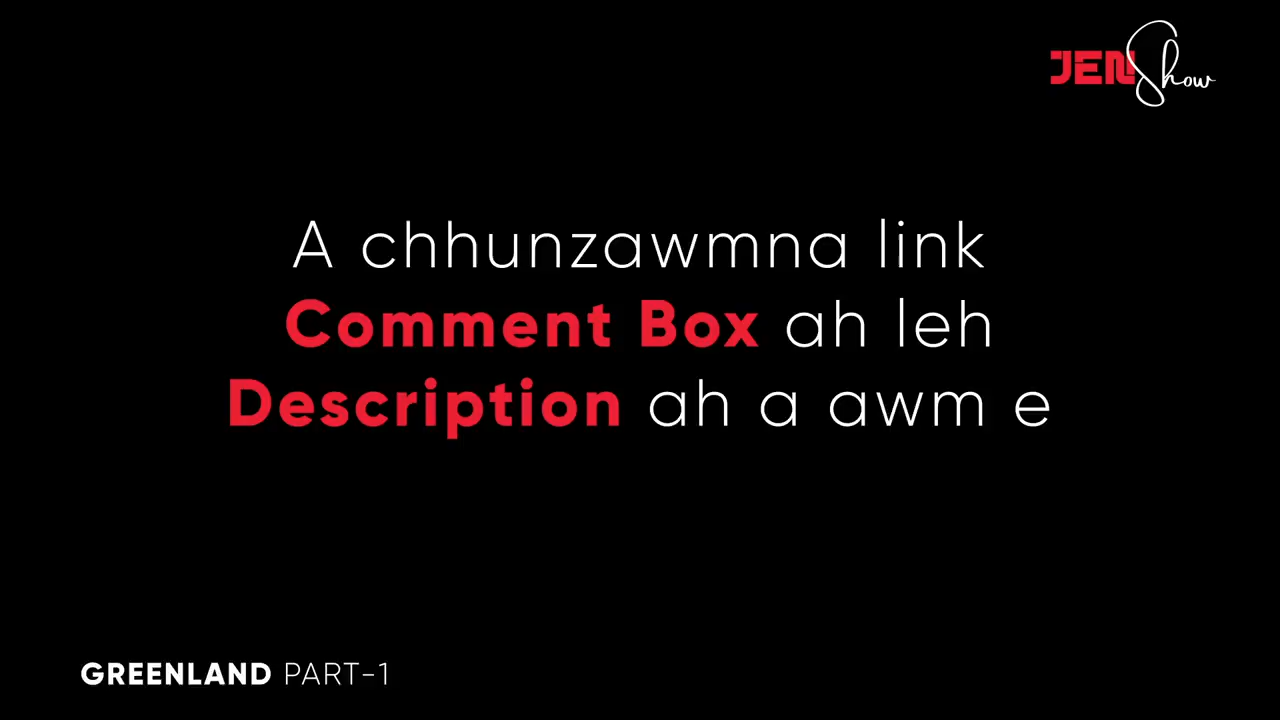 JEN Show
A chhunzawmna link
Comment Box ah leh
Description ah a awm e
GREENLAND PART-1